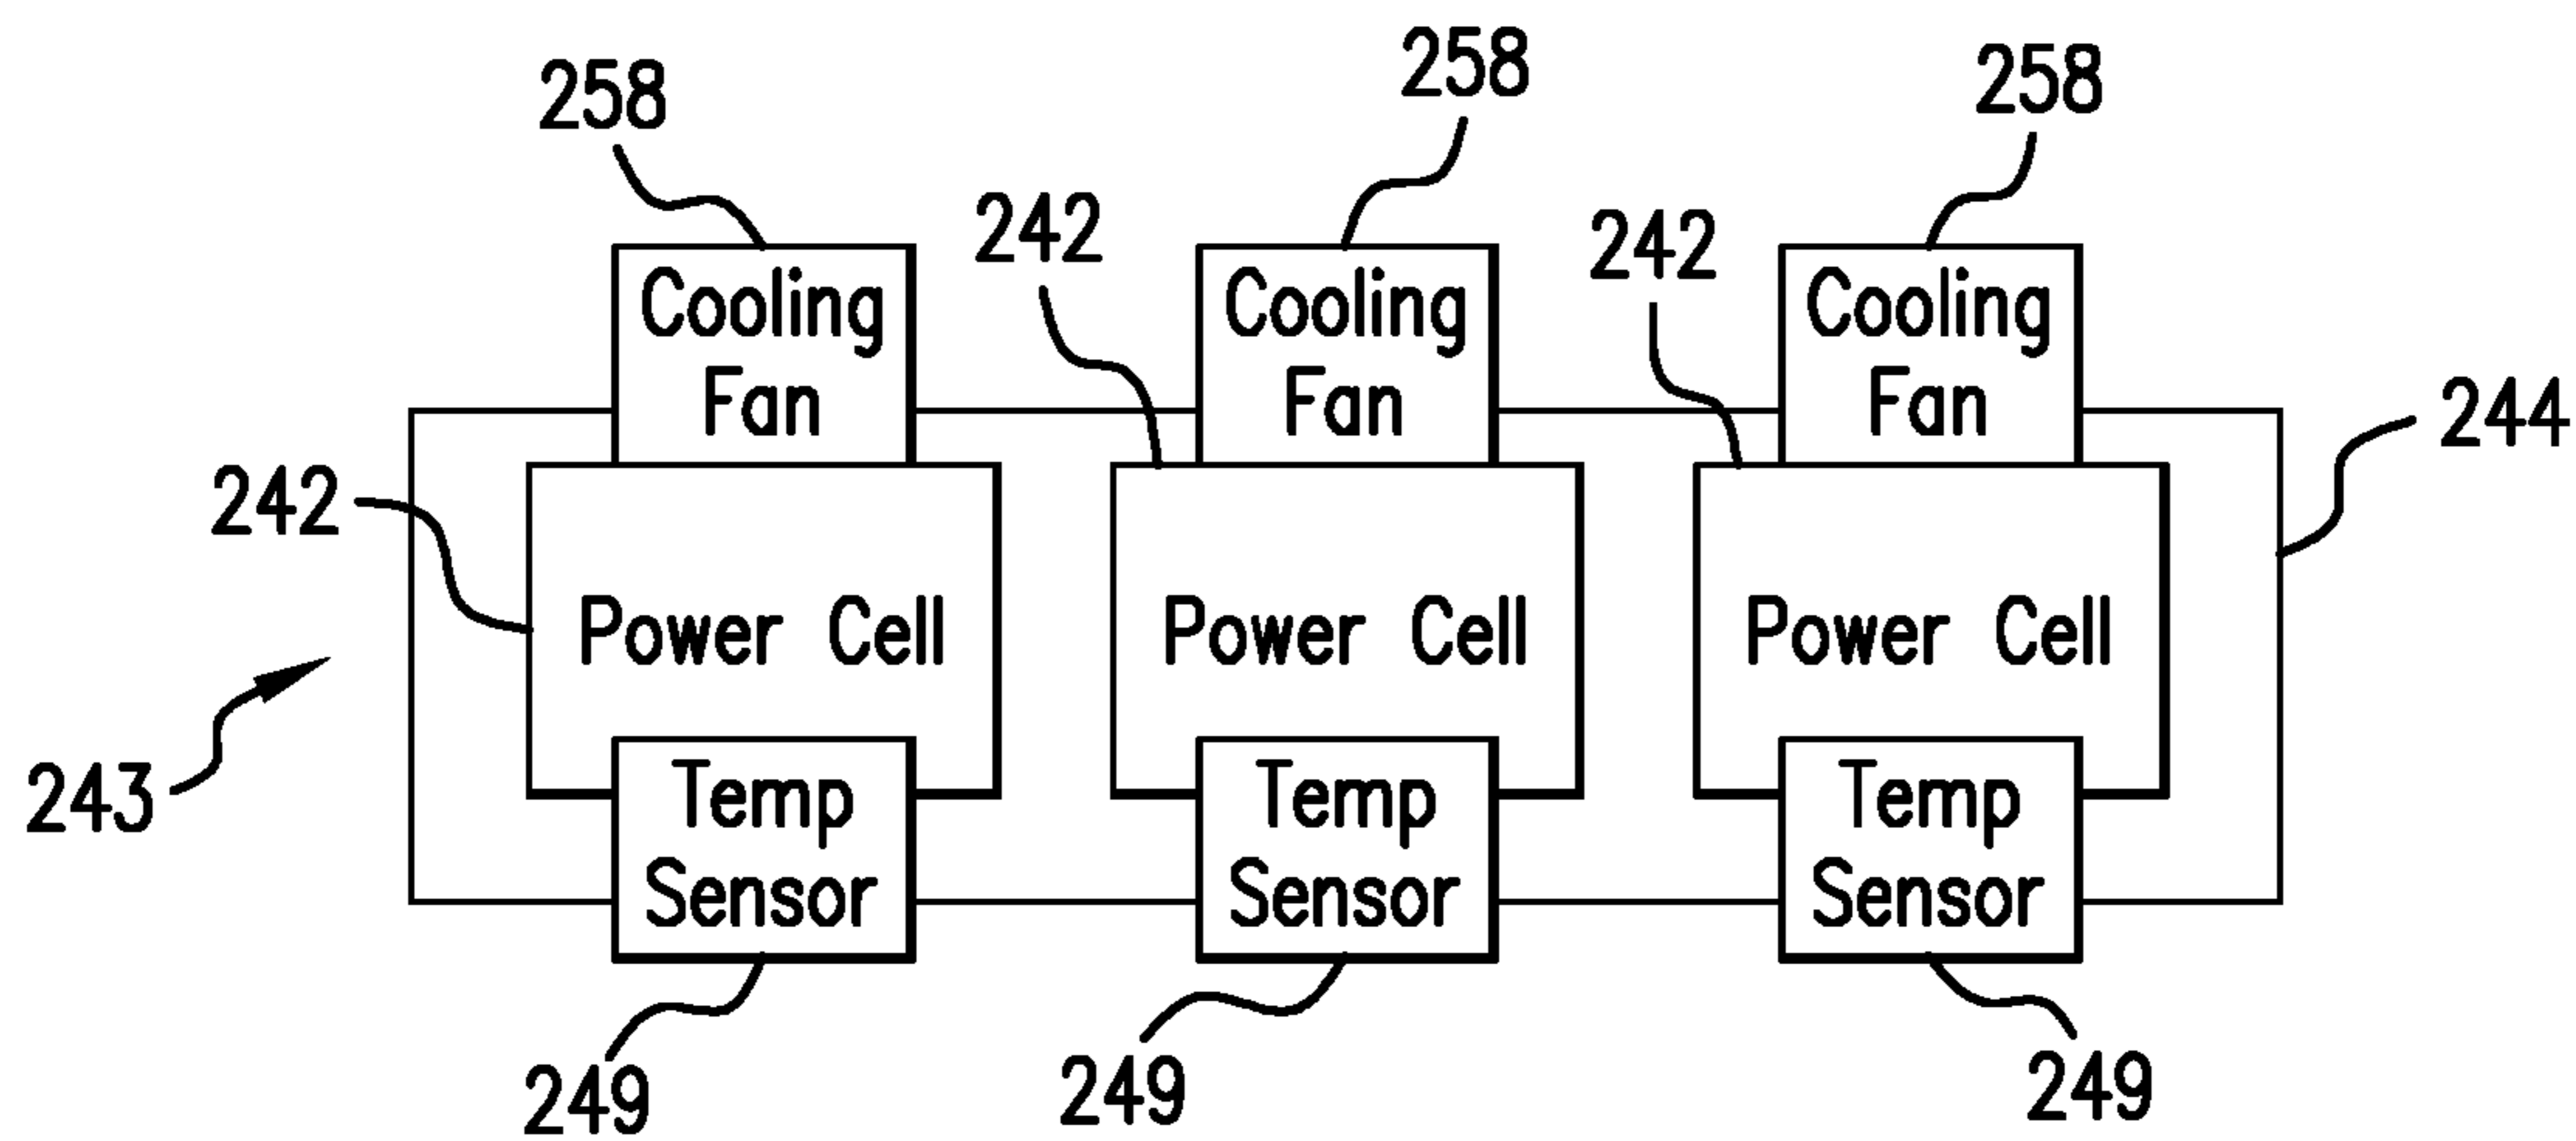 258
258
258
242
242
Cooling
Fan
Cooling
Fan
Cooling
Fan
244
242
Power Cell
Power Cell
Power Cell
243
Temp
Sensor
Temp
Sensor
Temp
Sensor
249
249
249